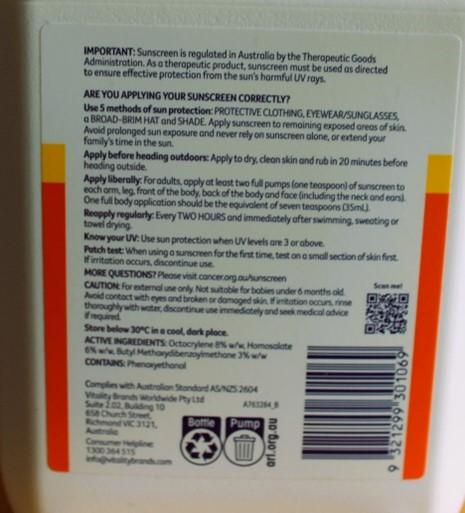 IMPORTANT: Sunscreen is regulated in Australia by the Therapeutic Goods
Administration. As a therapeutic product, sunscreen must be used as directed
to ensure effective protection from the sun's harmful UV rays.
ARE YOU APPLYING YOUR SUNSCREEN CORRECTLY?
Use 5 methods of sun protection: PROTECTIVE CLOTHING, EYEWEAR/SUNGLASSES,
a BROAD-BRIM HAT and SHADE. Apply sunscreen to remaining exposed areas of skin.
Avoid prolonged sun exposure and never rely on sunscreen alone, or extend your
family's time in the sun.
Apply before heading outdoors: Apply to dry, clean skin and rub in 20 minutes before
heading outside.
Apply liberally: For adults, apply at least two full pumps (one teaspoon) of sunscreen to
each arm, leg, front of the body, back of the body and face (including the neck and ears).
One full body application should be the equivalent of seven teaspoons (35mL).
Reapply regularly: Every TWO HOURS and immediately after swimming, sweating or
towel drying.
Know your UV: Use sun protection when UV levels are 3 or above.
Patch test: When using a sunscreen for the first time, test on a small section of skin first.
If irritation occurs, discontinue use.
MORE QUESTIONS? Please visit cancer.org.au/sunscreen
CAUTION: For external use only. Not suitable for babies under 6 months old.
Avoid contact with eyes and broken or damaged skin. If irritation occurs, rinse
thoroughly with water, discontinue use immediately and seek medical advice
if required.
Scan me!
Store below 30°C in a cool, dark place.
ACTIVE INGREDIENTS: Octocrylene 8% w/w, Homosalate
6% w/w, Butyl Methoxydibenzoylmethane 3% w/w
CONTAINS: Phenoxyethanol
Complies with Australian Standard AS/NZS 2604
Vitality Brands Worldwide Pty Ltd
Suite 2.02, Building 10
658 Church Street,
Richmond VIC 3121,
Australia
Consumer Helpline:
1300 364 515
info@vitalitybrands.com
A763284_B
Bottle
Pump
arl.org.au
9 321299 301069